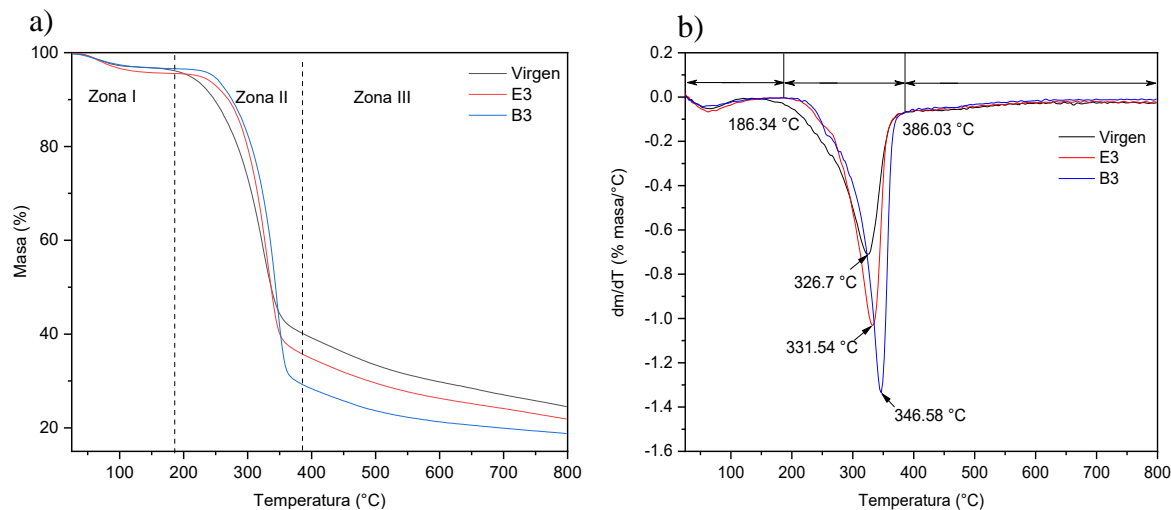 a)
100
80
60
40
20
Masa (%)
Zona I
Zona II
Zona III
Virgen
E3
B3
100 200 300 400 500 600 700 800
Temperatura (°C)
b)
0.2
0.0
-0.2
-0.4
-0.6
-0.8
-1.0
-1.2
-1.4
-1.6
dm/dT (% masa/°C)
186.34 °C
386.03 °C
Virgen
E3
B3
326.7 °C
331.54 °C
346.58 °C
100 200 300 400 500 600 700 800
Temperatura (°C)